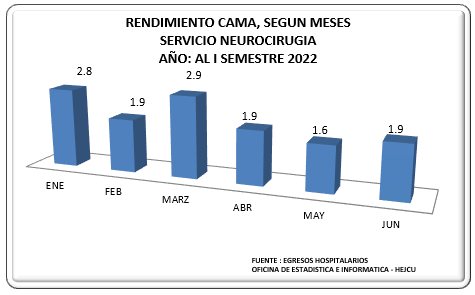 RENDIMIENTO CAMA, SEGUN MESES
SERVICIO NEUROCIRUGIA
AÑO: AL I SEMESTRE 2022
2.8
1.9
2.9
1.9
1.6
1.9
ENE
FEB
MARZ
ABR
MAY
JUN
FUENTE : EGRESOS HOSPITALARIOS
OFICINA DE ESTADISTICA E INFORMATICA - HEJCU